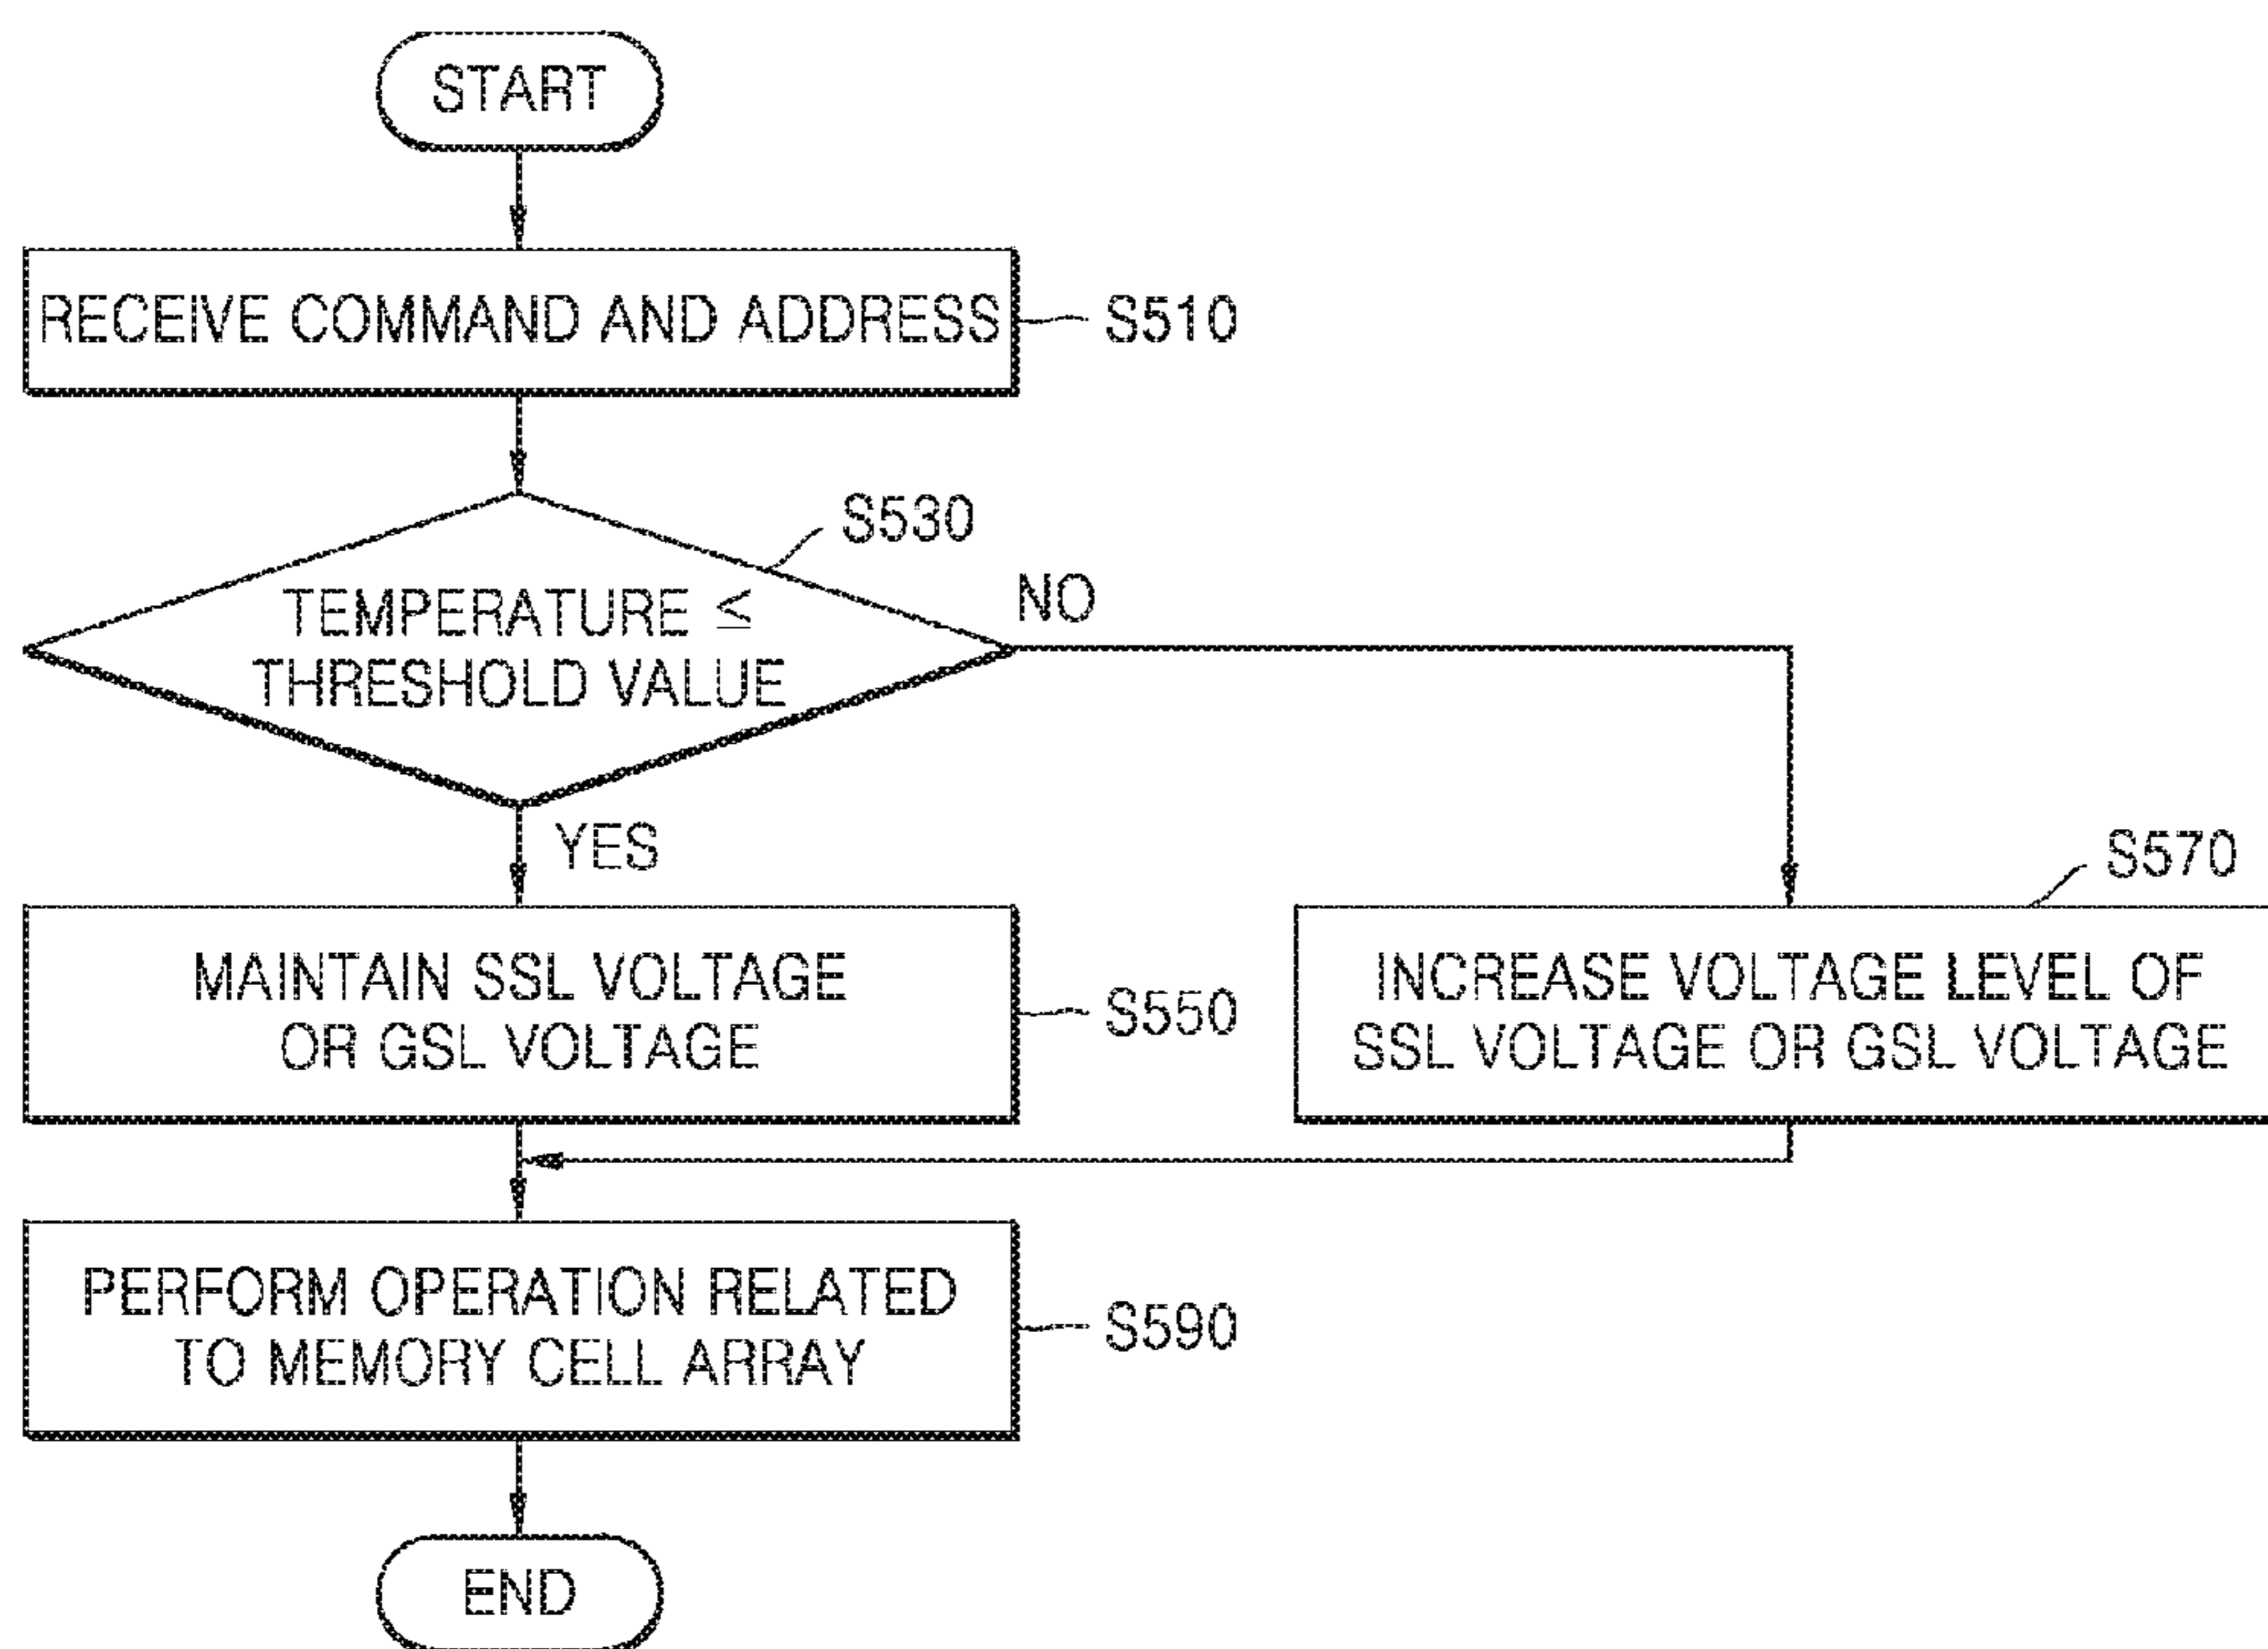 START
RECEIVE COMMAND AND ADDRESS
S510
S530
TEMPERATURE ≤
THRESHOLD VALUE
NO
YES
S570
MAINTAIN SSL VOLTAGE
OR GSL VOLTAGE
S550
INCREASE VOLTAGE LEVEL OF
SSL VOLTAGE OR GSL VOLTAGE
PERFORM OPERATION RELATED
TO MEMORY CELL ARRAY
S590
END